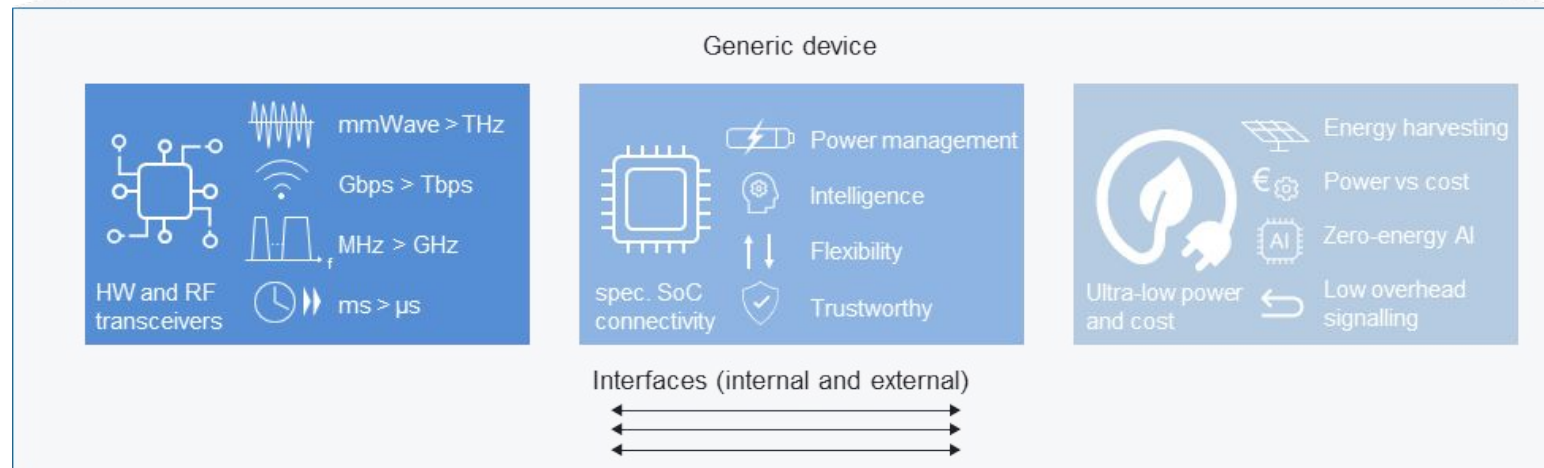 Generic device
mmWave > THz
Gbps > Tbps
MHz > GHz
f
ms > µs
HW and RF
transceivers
Power management
Intelligence
Flexibility
Trustworthy
spec. SoC
connectivity
Energy harvesting
€
Power vs cost
AI
Zero-energy AI
Low overhead
signalling
Ultra-low power
and cost
Interfaces (internal and external)